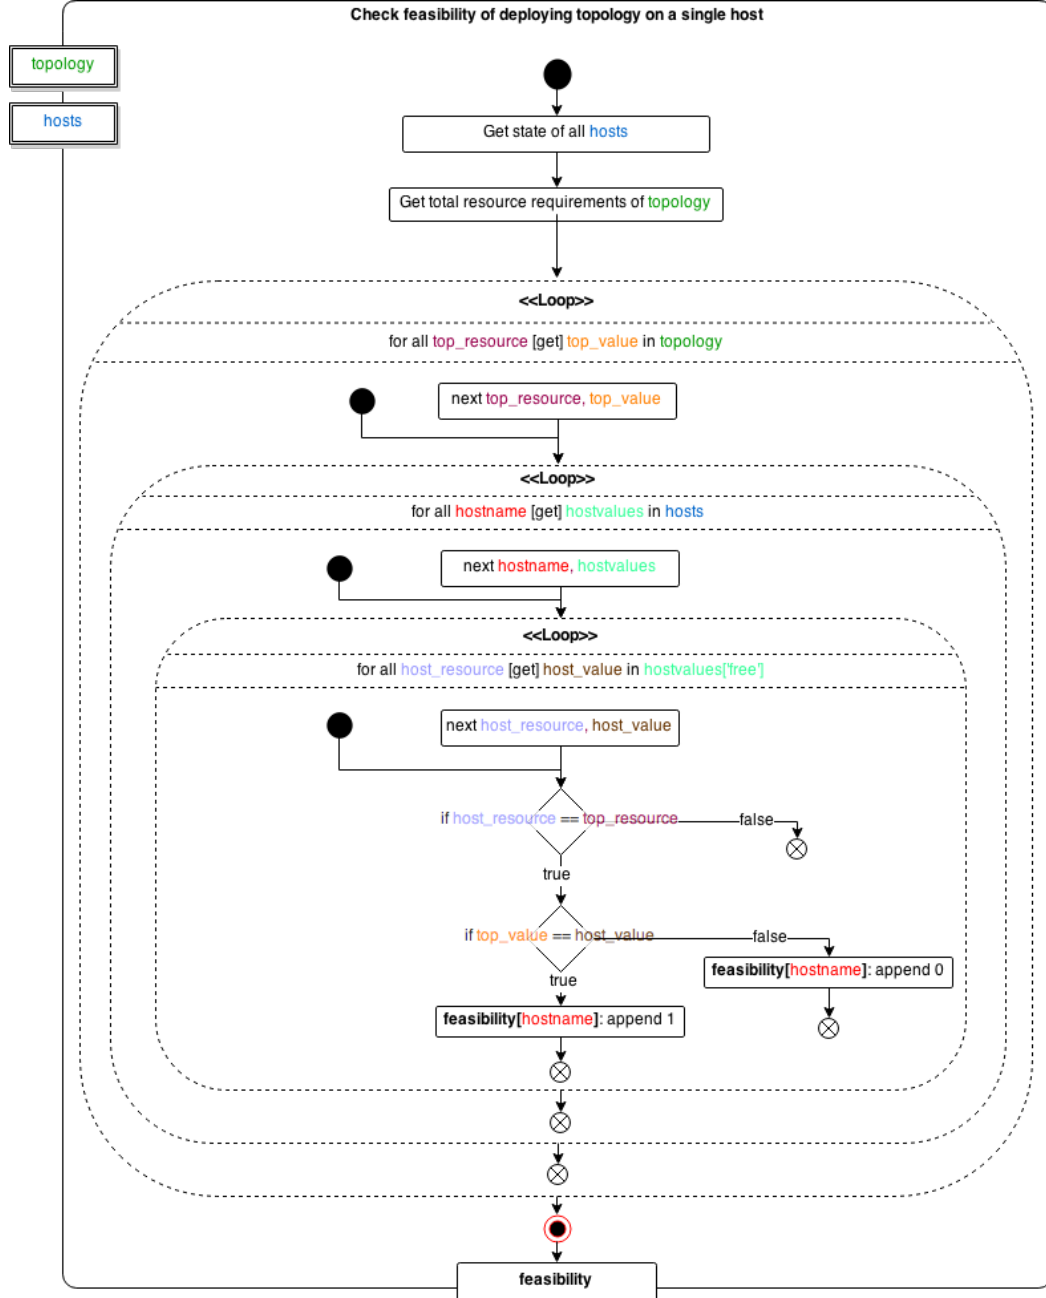 Check feasibility of deploying topology on a single host
topology
hosts
Get state of all hosts
Get total resource requirements of topology
<<Loop>>
for all top_resource [get] top_value in topology
next top_resource, top_value
<<Loop>>
for all hostname [get] hostvalues in hosts
next hostname, hostvalues
<<Loop>>
for all host_resource [get] host_value in hostvalues['free']
next host_resource, host_value
if host_resource == top_resource
false
true
if top_value == host_value
false
true
feasibility[hostname]: append 0
feasibility[hostname]: append 1
feasibility